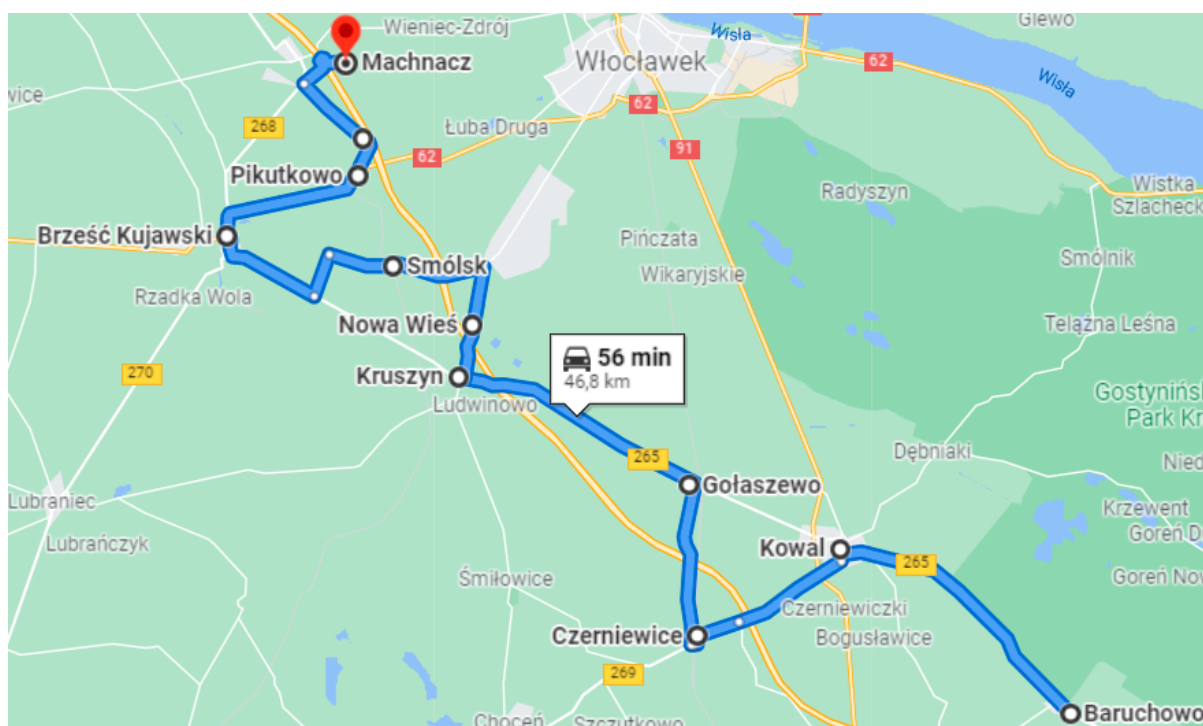 Glewo
Wieniec-Zdrój
Wisła
Machnacz
Włocławek
62
Wisła
owice
62
268
Łuba Druga
62
91
Pikutkowo
Radyszyn
Wistka
Szlacheck
Brześć Kujawski
Pińczata
Smólsk
Wikaryjskie
Smólnik
Rzadka Wola
Nowa Wieś
Telążna Leśna
56 min
46,8 km
270
Kruszyn
Gostynińsk
Park Kr
Ludwinowo
Dębniaki
265
Nied
Lubraniec
Gołaszewo
Krzewent
Goreń D
Lubrańczyk
Kowal
265
Śmiłowice
Goreń Now
Czerniewiczki
Czerniewice
Bogusławice
269
Baruchowo
Choceń
Szczutkowo